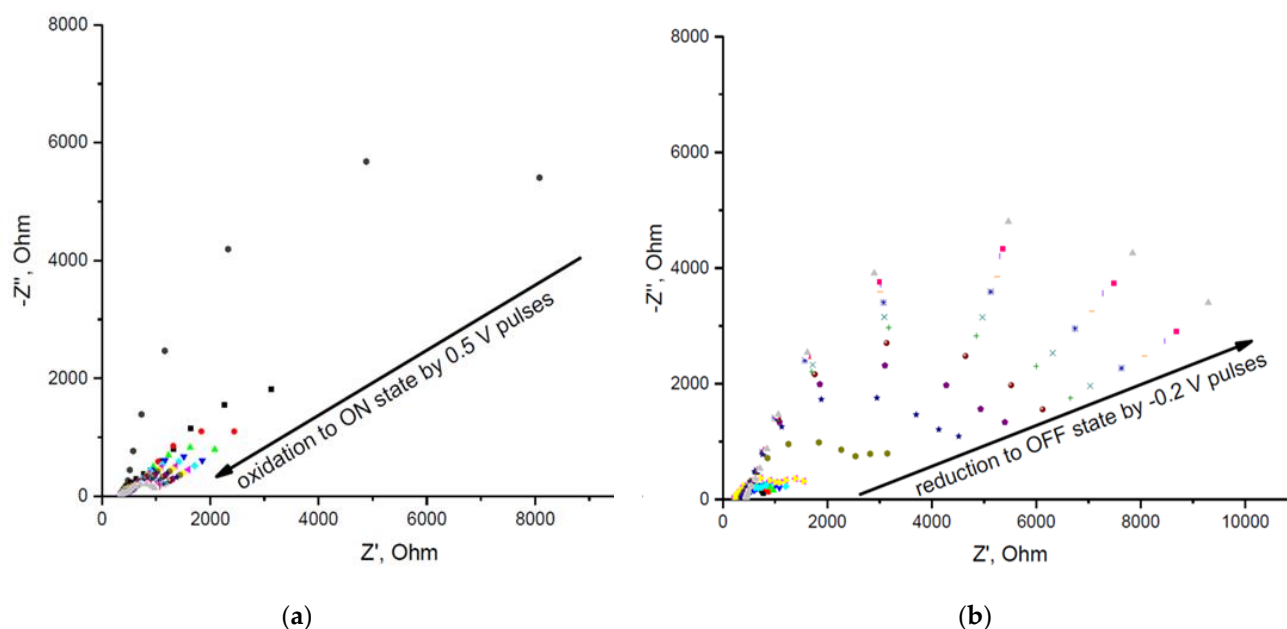 8000
6000
4000
2000
0
-Z", Ohm
oxidation to ON state by 0.5 V pulses
0 2000 4000 6000 8000
Z', Ohm
(a)
8000
6000
4000
2000
0
-Z", Ohm
reduction to OFF state by -0.2 V pulses
0 2000 4000 6000 8000 10000
Z', Ohm
(b)